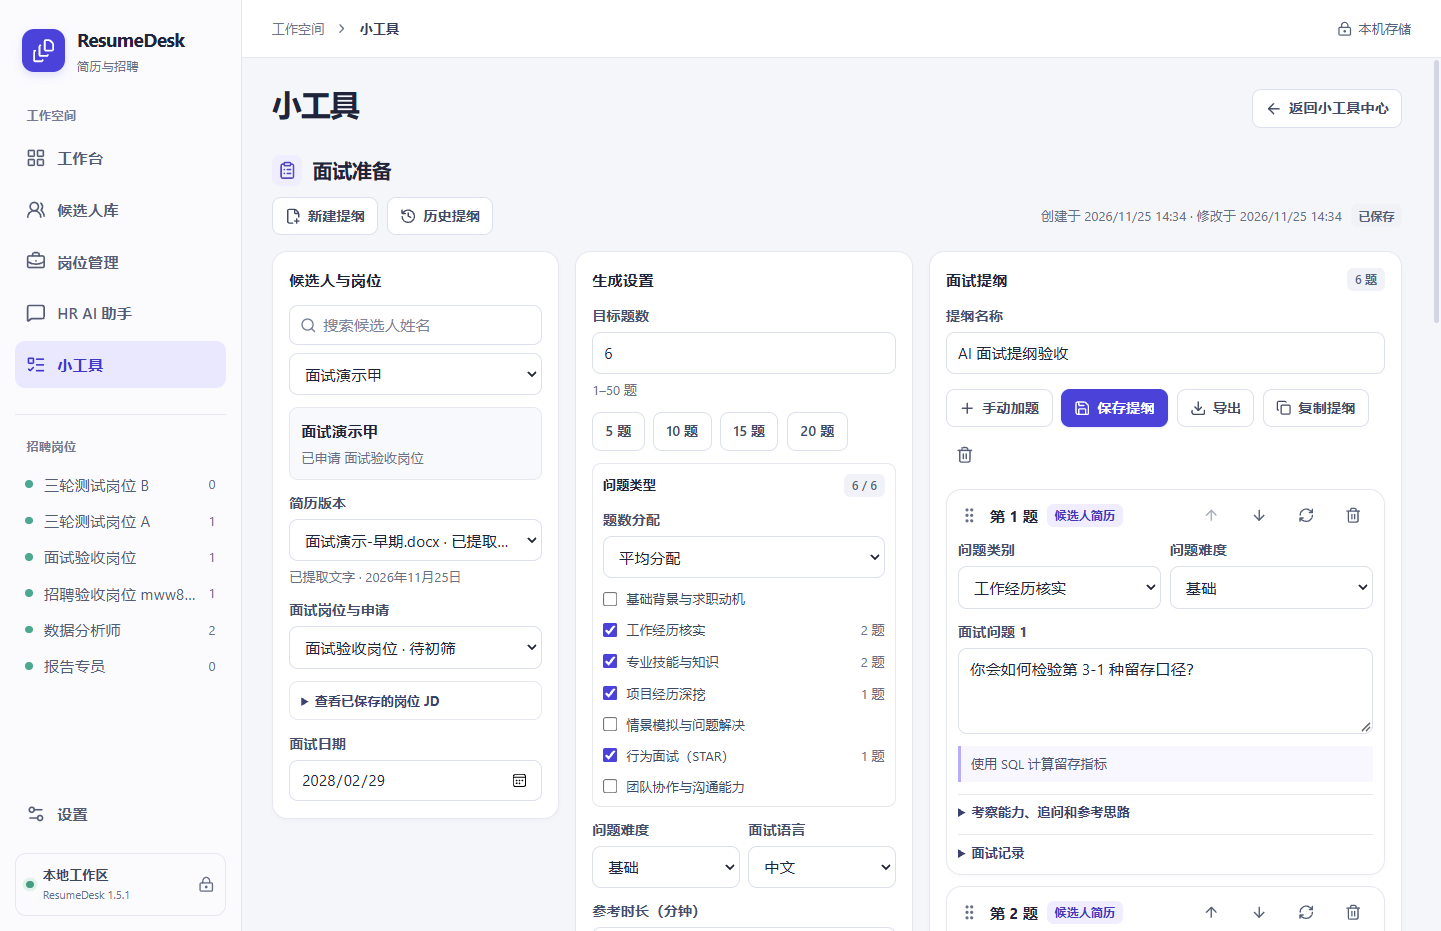 ResumeDesk
简历与招聘
工作空间
工作台
候选人库
岗位管理
HR AI 助手
小工具
招聘岗位
三轮测试岗位 B 0
三轮测试岗位 A 1
面试验收岗位 1
招聘验收岗位 mww8... 1
数据分析师 2
报告专员 0
设置
本地工作区
ResumeDesk 1.5.1
工作空间 > 小工具
本机存储
小工具
返回小工具中心
面试准备
新建提纲 历史提纲
创建于 2026/11/25 14:34 · 修改于 2026/11/25 14:34 已保存
候选人与岗位
搜索候选人姓名
面试演示甲
面试演示甲
已申请 面试验收岗位
简历版本
面试演示-早期.docx · 已提取...
已提取文字 · 2026年11月25日
面试岗位与申请
面试验收岗位 · 待初筛
查看已保存的岗位 JD
面试日期
2028/02/29
生成设置
目标题数
6
1–50 题
5 题 10 题 15 题 20 题
问题类型 6 / 6
题数分配
平均分配
基础背景与求职动机
工作经历核实 2 题
专业技能与知识 2 题
项目经历深挖 1 题
情景模拟与问题解决
行为面试（STAR） 1 题
团队协作与沟通能力
问题难度 面试语言
基础 中文
参考时长（分钟）
面试提纲 6 题
提纲名称
AI 面试提纲验收
手动加题 保存提纲 导出 复制提纲
第 1 题 候选人简历
问题类别 问题难度
工作经历核实 基础
面试问题 1
你会如何检验第 3-1 种留存口径?
使用 SQL 计算留存指标
考察能力、追问和参考思路
面试记录
第 2 题 候选人简历